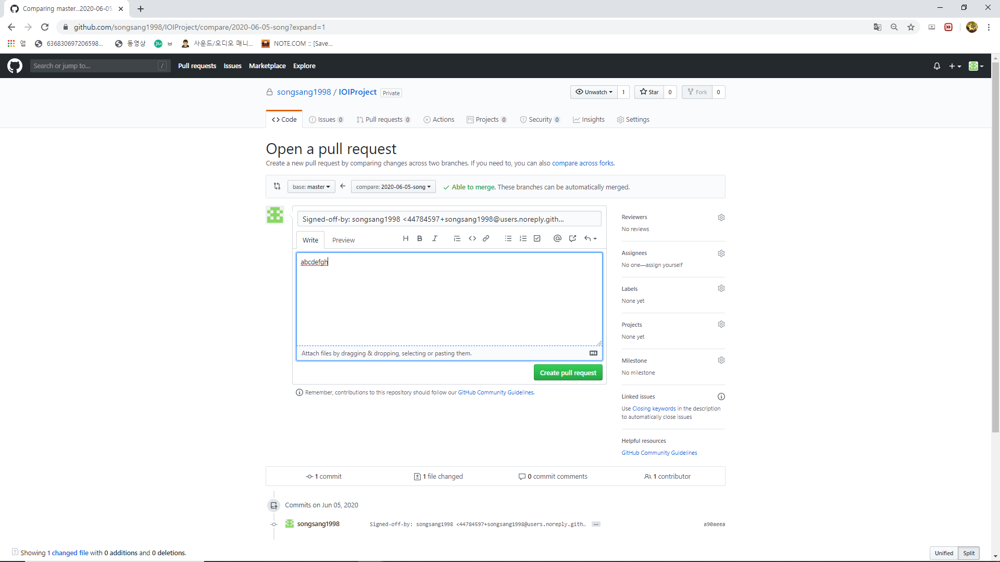 Comparing master...2020-06-05-
github.com/songsang1998/IOIProject/compare/2020-06-05-song?expand=1
앱 636830697206598... 동영상 ㅂ 사운드/오디오 매니... NOTE.COM :: [Save...
Search or jump to... / Pull requests Issues Marketplace Explore
songsang1998 / IOIProject Private Unwatch 1 Star 0 Fork 0
Code Issues 0 Pull requests 0 Actions Projects 0 Security 0 Insights Settings
Open a pull request
Create a new pull request by comparing changes across two branches. If you need to, you can also compare across forks.
base: master compare: 2020-06-05-song Able to merge. These branches can be automatically merged.
Signed-off-by: songsang1998 <44784597+songsang1998@users.noreply.gith...
Write Preview
abcdefgh
Attach files by dragging & dropping, selecting or pasting them.
Create pull request
Remember, contributions to this repository should follow our GitHub Community Guidelines.
Reviewers
No reviews
Assignees
No one—assign yourself
Labels
None yet
Projects
None yet
Milestone
No milestone
Linked issues
Use Closing keywords in the description
to automatically close issues
Helpful resources
GitHub Community Guidelines
1 commit 1 file changed 0 commit comments 1 contributor
Commits on Jun 05, 2020
songsang1998 Signed-off-by: songsang1998 <44784597+songsang1998@users.noreply.gith... ... a90aeea
Showing 1 changed file with 0 additions and 0 deletions. Unified Split